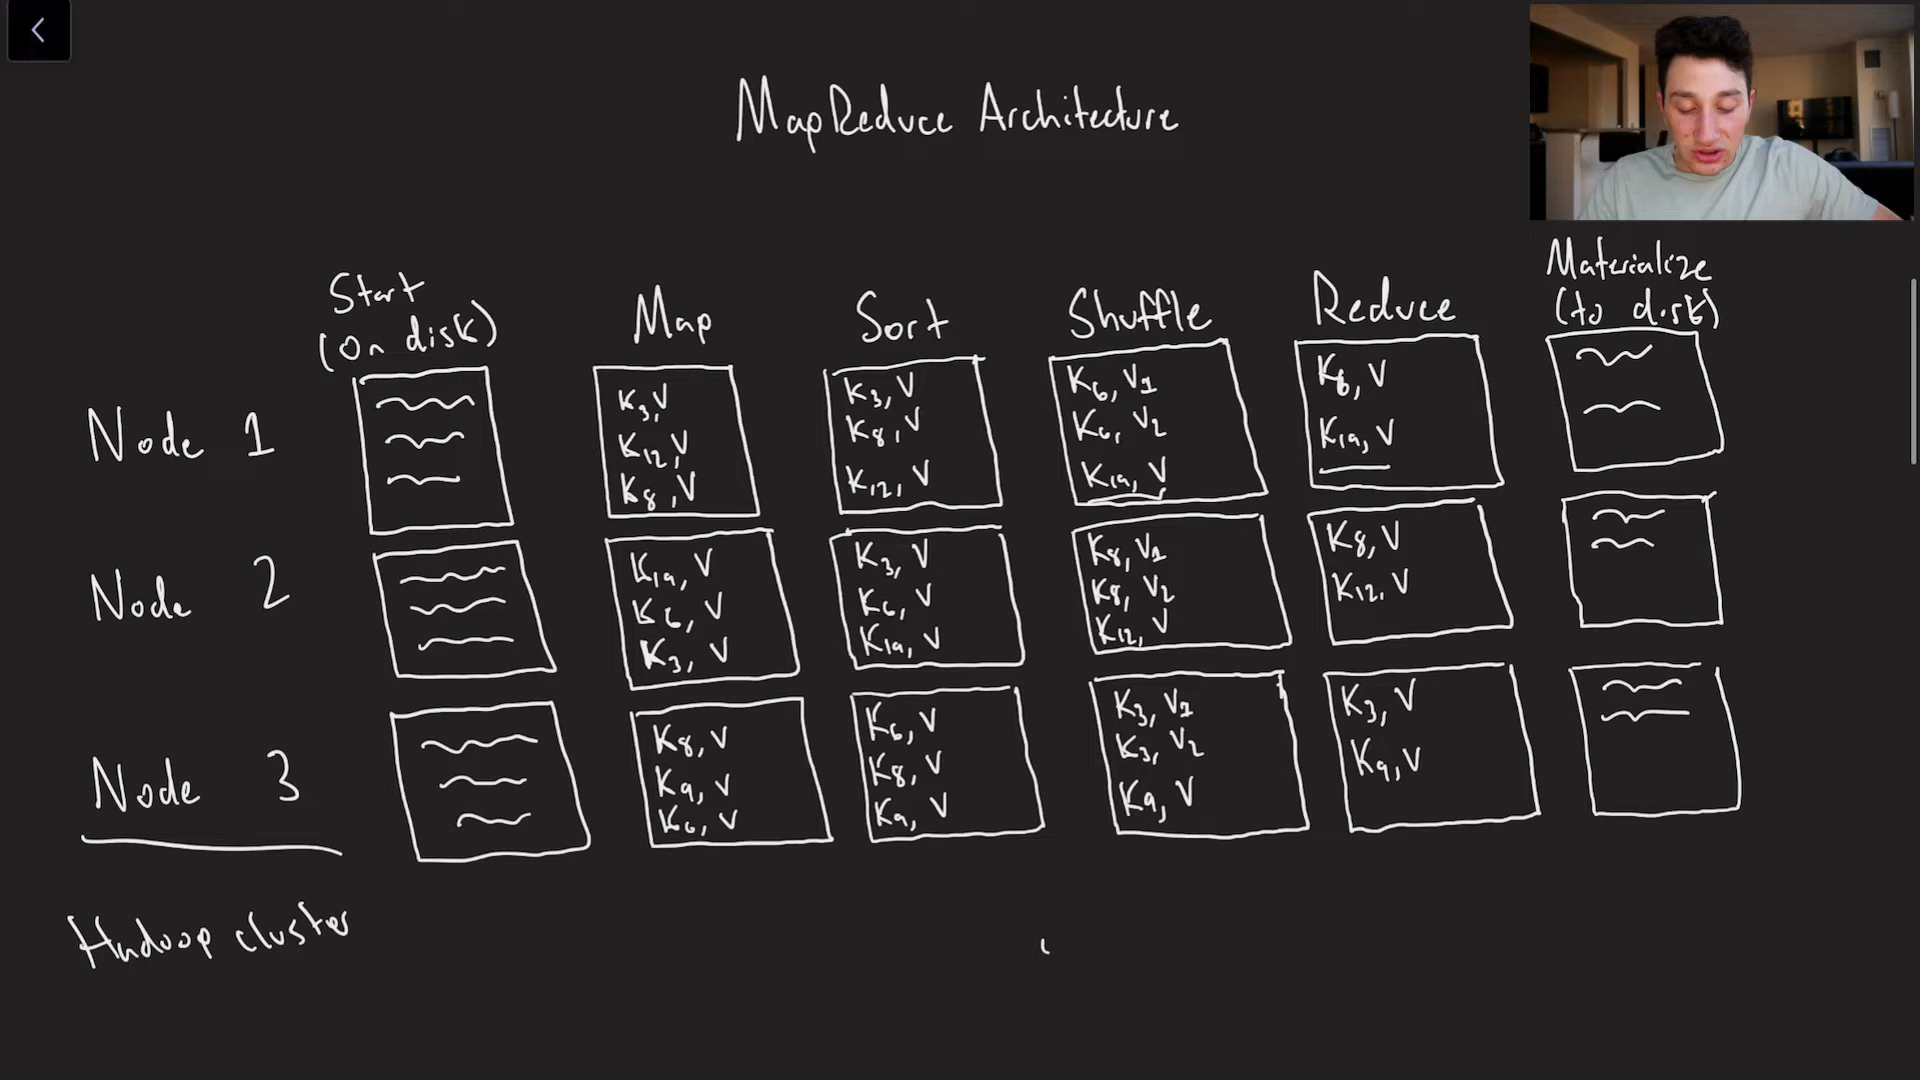 MapReduce Architecture
Start
(on disk)
Map
Sort
Shuffle
Reduce
Materialize
(to disk)
Node 1
K3,V
K12,V
K8,V
K3,V
K8,V
K12,V
K6,V1
K6,V2
K19,V
K6,V
K19,V
Node 2
K19,V
K6,V
K3,V
K3,V
K6,V
K19,V
K8,V1
K8,V2
K12,V
K8,V
K12,V
Node 3
K8,V
K9,V
K6,V
K6,V
K8,V
K9,V
K3,V1
K3,V2
K9,V
K3,V
K9,V
Hadoop cluster